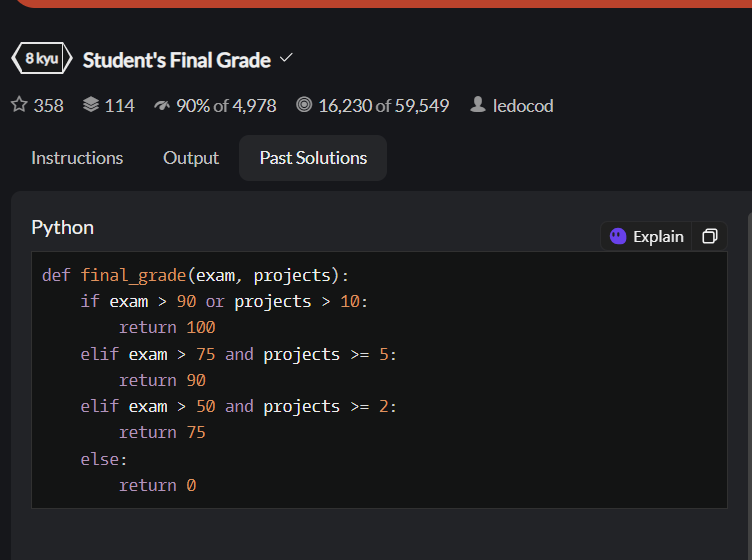 8 kyu Student's Final Grade
358 114 90% of 4,978 16,230 of 59,549 ledocod
Instructions Output Past Solutions
Python
Explain
def final_grade(exam, projects):
    if exam > 90 or projects > 10:
        return 100
    elif exam > 75 and projects >= 5:
        return 90
    elif exam > 50 and projects >= 2:
        return 75
    else:
        return 0